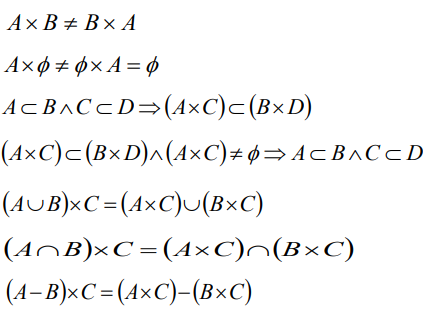 A×B≠B×A
A×ϕ≠ϕ×A=ϕ
A⊂B∧C⊂D⇒(A×C)⊂(B×D)
(A×C)⊂(B×D)∧(A×C)≠ϕ⇒A⊂B∧C⊂D
(A∪B)×C=(A×C)∪(B×C)
(A∩B)×C=(A×C)∩(B×C)
(A−B)×C=(A×C)−(B×C)